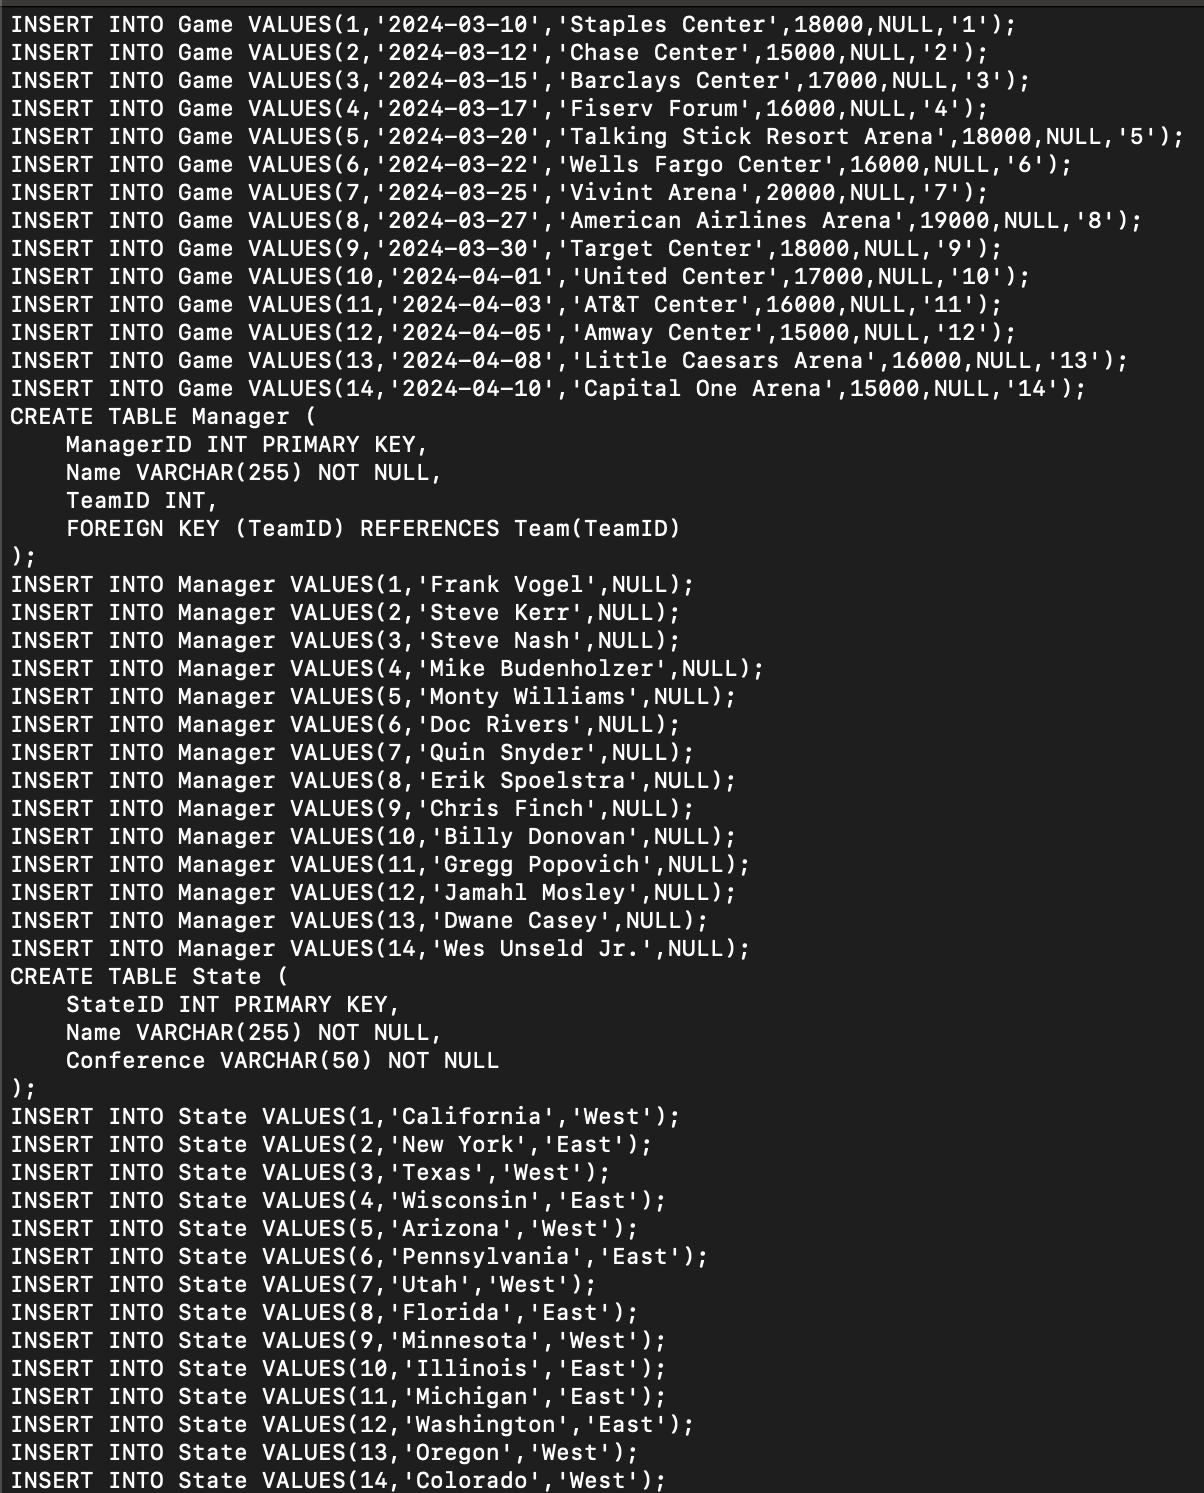 INSERT INTO Game VALUES(1,'2024-03-10','Staples Center',18000,NULL,'1');
INSERT INTO Game VALUES(2,'2024-03-12','Chase Center',15000,NULL,'2');
INSERT INTO Game VALUES(3,'2024-03-15','Barclays Center',17000,NULL,'3');
INSERT INTO Game VALUES(4,'2024-03-17','Fiserv Forum',16000,NULL,'4');
INSERT INTO Game VALUES(5,'2024-03-20','Talking Stick Resort Arena',18000,NULL,'5');
INSERT INTO Game VALUES(6,'2024-03-22','Wells Fargo Center',16000,NULL,'6');
INSERT INTO Game VALUES(7,'2024-03-25','Vivint Arena',20000,NULL,'7');
INSERT INTO Game VALUES(8,'2024-03-27','American Airlines Arena',19000,NULL,'8');
INSERT INTO Game VALUES(9,'2024-03-30','Target Center',18000,NULL,'9');
INSERT INTO Game VALUES(10,'2024-04-01','United Center',17000,NULL,'10');
INSERT INTO Game VALUES(11,'2024-04-03','AT&T Center',16000,NULL,'11');
INSERT INTO Game VALUES(12,'2024-04-05','Amway Center',15000,NULL,'12');
INSERT INTO Game VALUES(13,'2024-04-08','Little Caesars Arena',16000,NULL,'13');
INSERT INTO Game VALUES(14,'2024-04-10','Capital One Arena',15000,NULL,'14');
CREATE TABLE Manager (
    ManagerID INT PRIMARY KEY,
    Name VARCHAR(255) NOT NULL,
    TeamID INT,
    FOREIGN KEY (TeamID) REFERENCES Team(TeamID)
);
INSERT INTO Manager VALUES(1,'Frank Vogel',NULL);
INSERT INTO Manager VALUES(2,'Steve Kerr',NULL);
INSERT INTO Manager VALUES(3,'Steve Nash',NULL);
INSERT INTO Manager VALUES(4,'Mike Budenholzer',NULL);
INSERT INTO Manager VALUES(5,'Monty Williams',NULL);
INSERT INTO Manager VALUES(6,'Doc Rivers',NULL);
INSERT INTO Manager VALUES(7,'Quin Snyder',NULL);
INSERT INTO Manager VALUES(8,'Erik Spoelstra',NULL);
INSERT INTO Manager VALUES(9,'Chris Finch',NULL);
INSERT INTO Manager VALUES(10,'Billy Donovan',NULL);
INSERT INTO Manager VALUES(11,'Gregg Popovich',NULL);
INSERT INTO Manager VALUES(12,'Jamahl Mosley',NULL);
INSERT INTO Manager VALUES(13,'Dwane Casey',NULL);
INSERT INTO Manager VALUES(14,'Wes Unseld Jr.',NULL);
CREATE TABLE State (
    StateID INT PRIMARY KEY,
    Name VARCHAR(255) NOT NULL,
    Conference VARCHAR(50) NOT NULL
);
INSERT INTO State VALUES(1,'California','West');
INSERT INTO State VALUES(2,'New York','East');
INSERT INTO State VALUES(3,'Texas','West');
INSERT INTO State VALUES(4,'Wisconsin','East');
INSERT INTO State VALUES(5,'Arizona','West');
INSERT INTO State VALUES(6,'Pennsylvania','East');
INSERT INTO State VALUES(7,'Utah','West');
INSERT INTO State VALUES(8,'Florida','East');
INSERT INTO State VALUES(9,'Minnesota','West');
INSERT INTO State VALUES(10,'Illinois','East');
INSERT INTO State VALUES(11,'Michigan','East');
INSERT INTO State VALUES(12,'Washington','East');
INSERT INTO State VALUES(13,'Oregon','West');
INSERT INTO State VALUES(14,'Colorado','West');